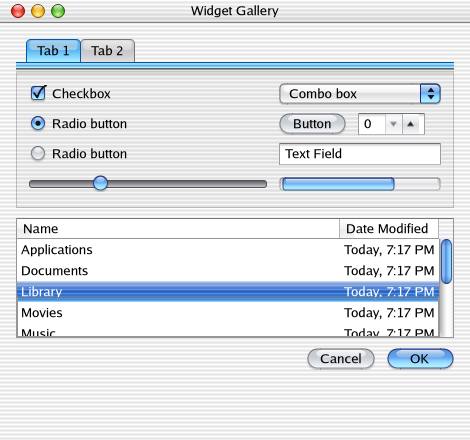 Widget Gallery
Tab 1 Tab 2
Checkbox Combo box
Radio button Button 0
Radio button Text Field
Name Date Modified
Applications Today, 7:17 PM
Documents Today, 7:17 PM
Library Today, 7:17 PM
Movies Today, 7:17 PM
Music Today, 7:17 PM
Cancel OK